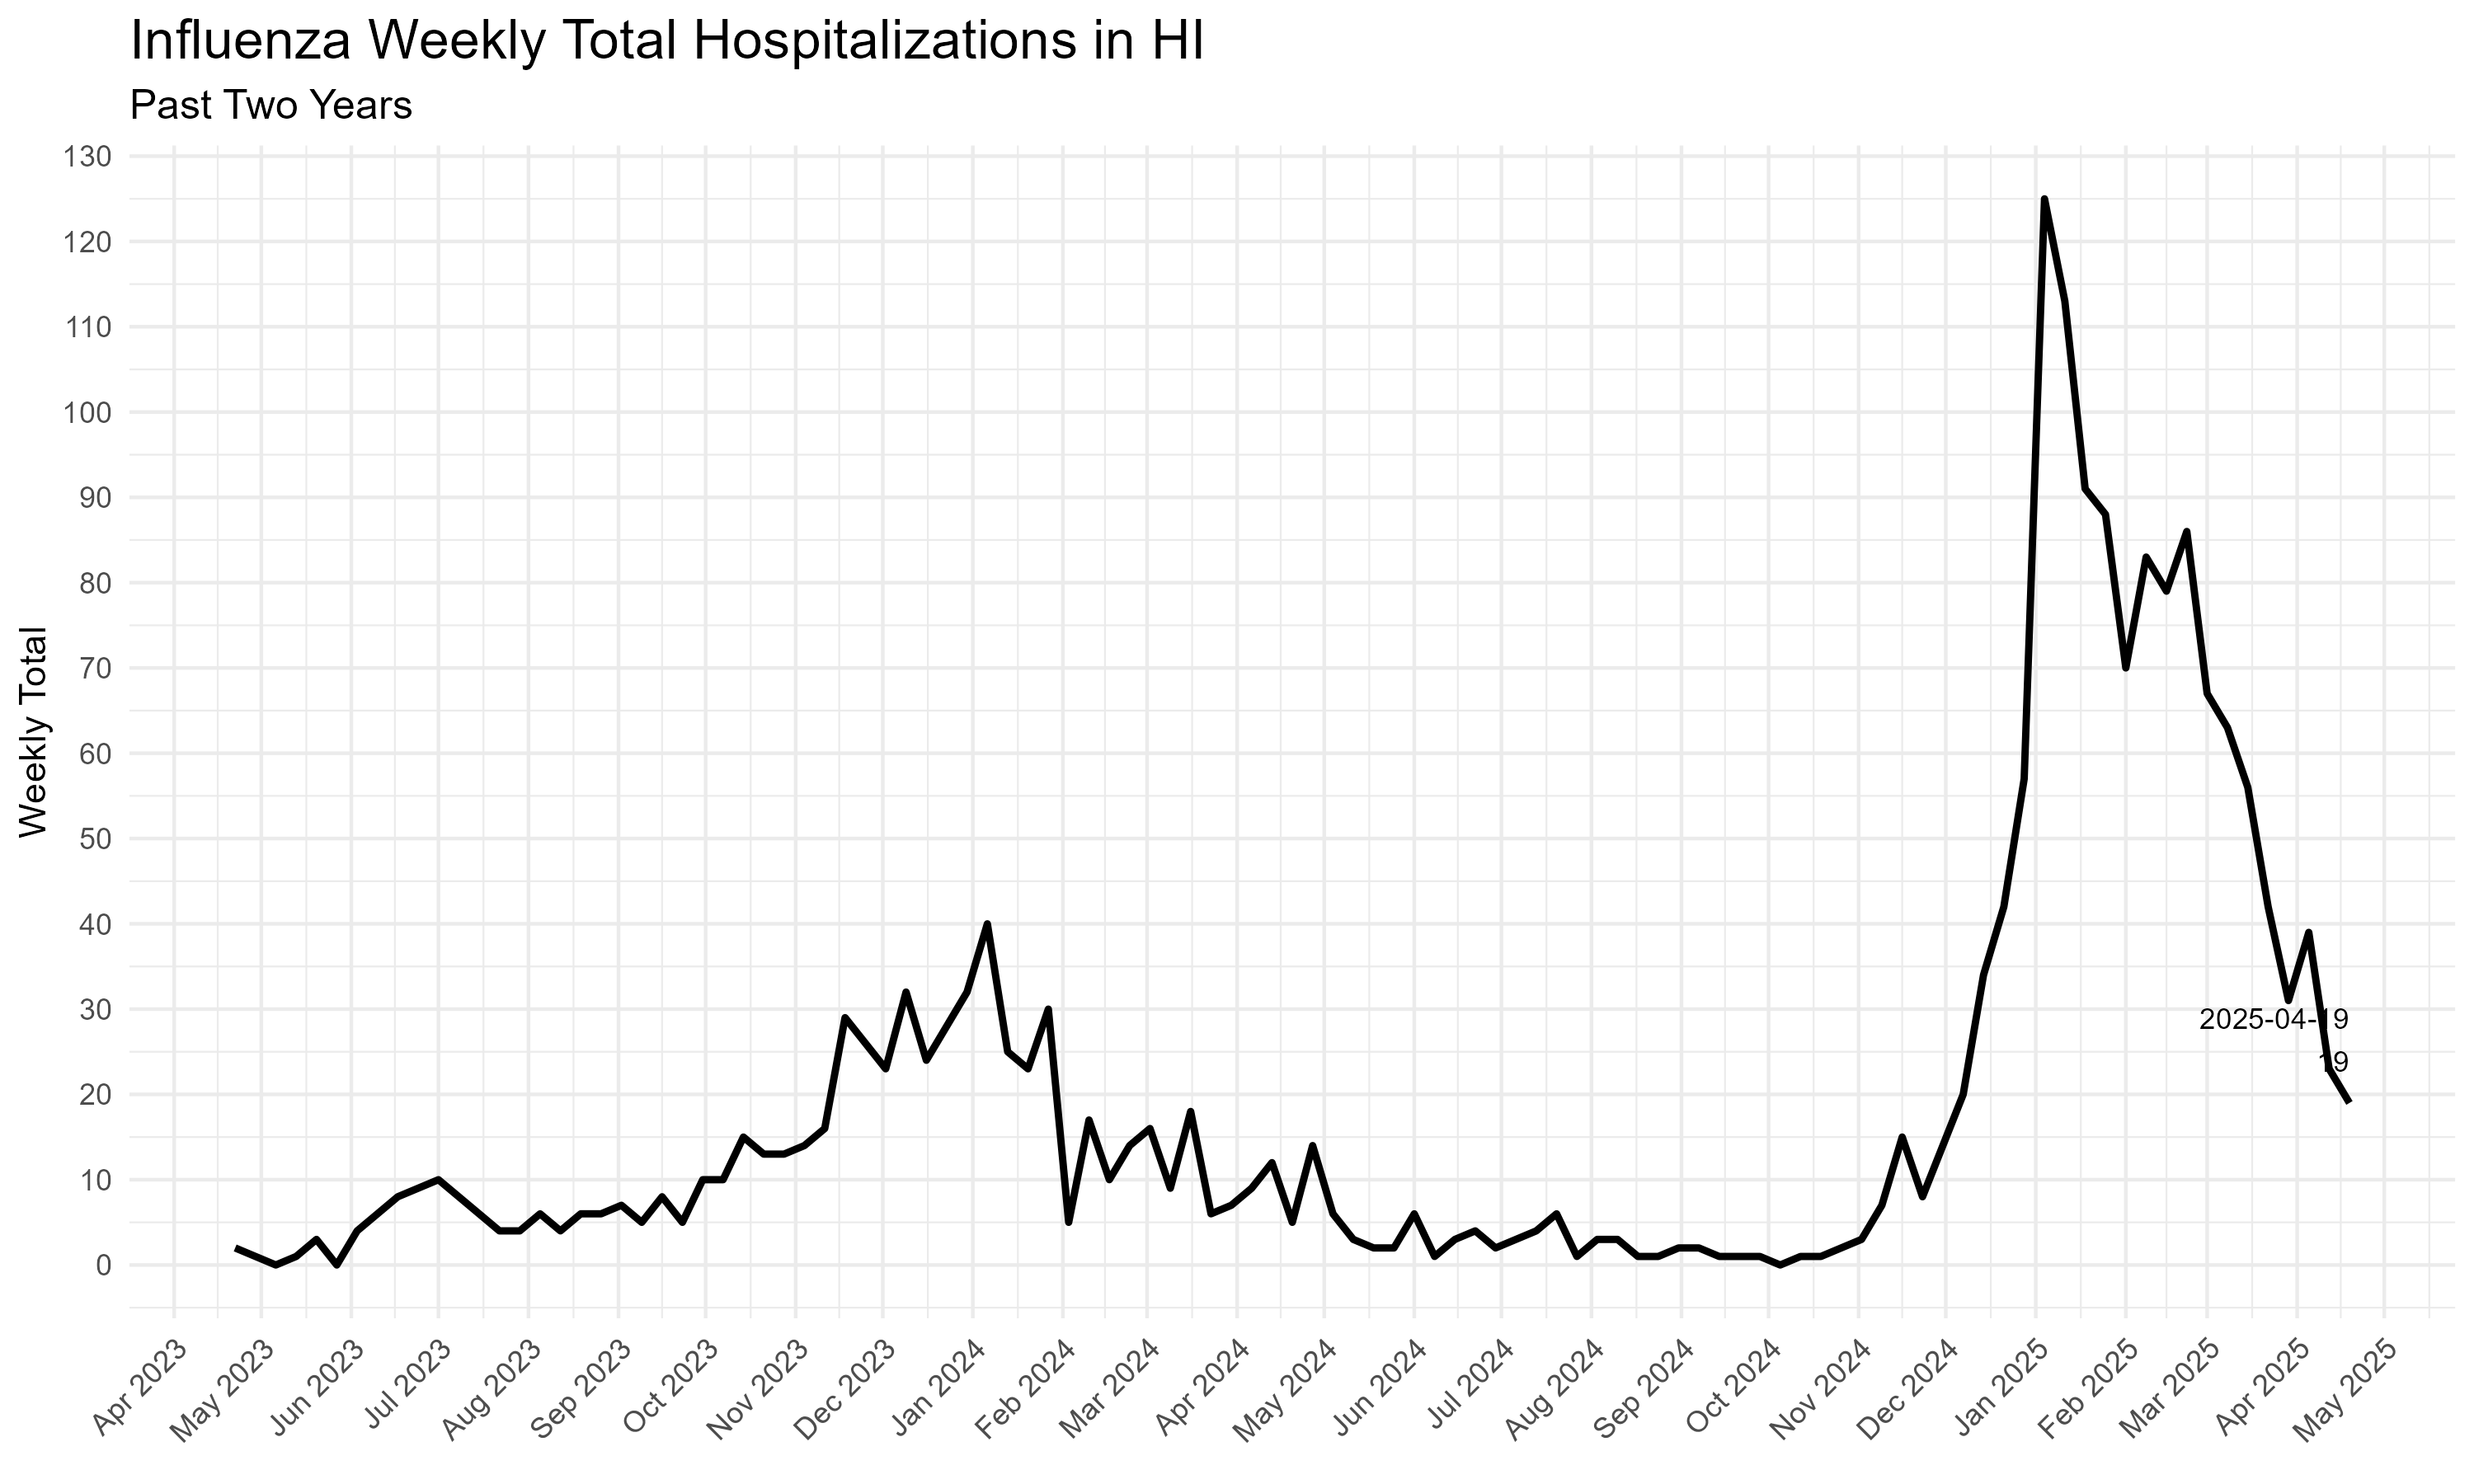 Influenza Weekly Total Hospitalizations in HI
Past Two Years
Weekly Total
130
120
110
100
90
80
70
60
50
40
30
20
10
0
2025-04-19
19
Apr 2023
May 2023
Jun 2023
Jul 2023
Aug 2023
Sep 2023
Oct 2023
Nov 2023
Dec 2023
Jan 2024
Feb 2024
Mar 2024
Apr 2024
May 2024
Jun 2024
Jul 2024
Aug 2024
Sep 2024
Oct 2024
Nov 2024
Dec 2024
Jan 2025
Feb 2025
Mar 2025
Apr 2025
May 2025